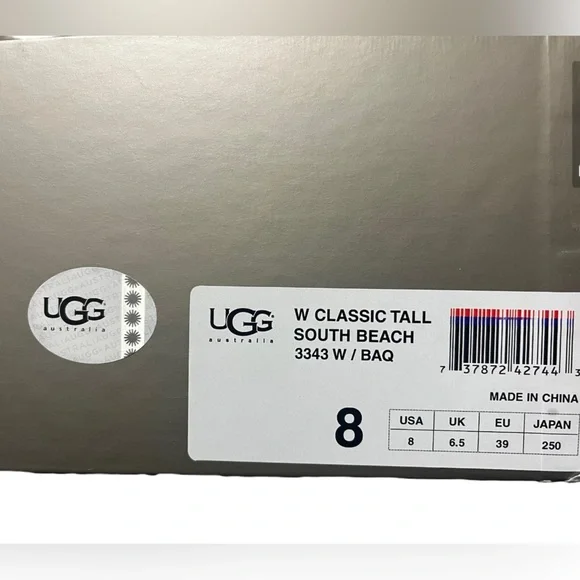 UGG
australia
UGG
australia
W CLASSIC TALL
SOUTH BEACH
3343 W / BAQ
7 37872 42744 3
MADE IN CHINA
8
USA UK EU JAPAN
8 6.5 39 250